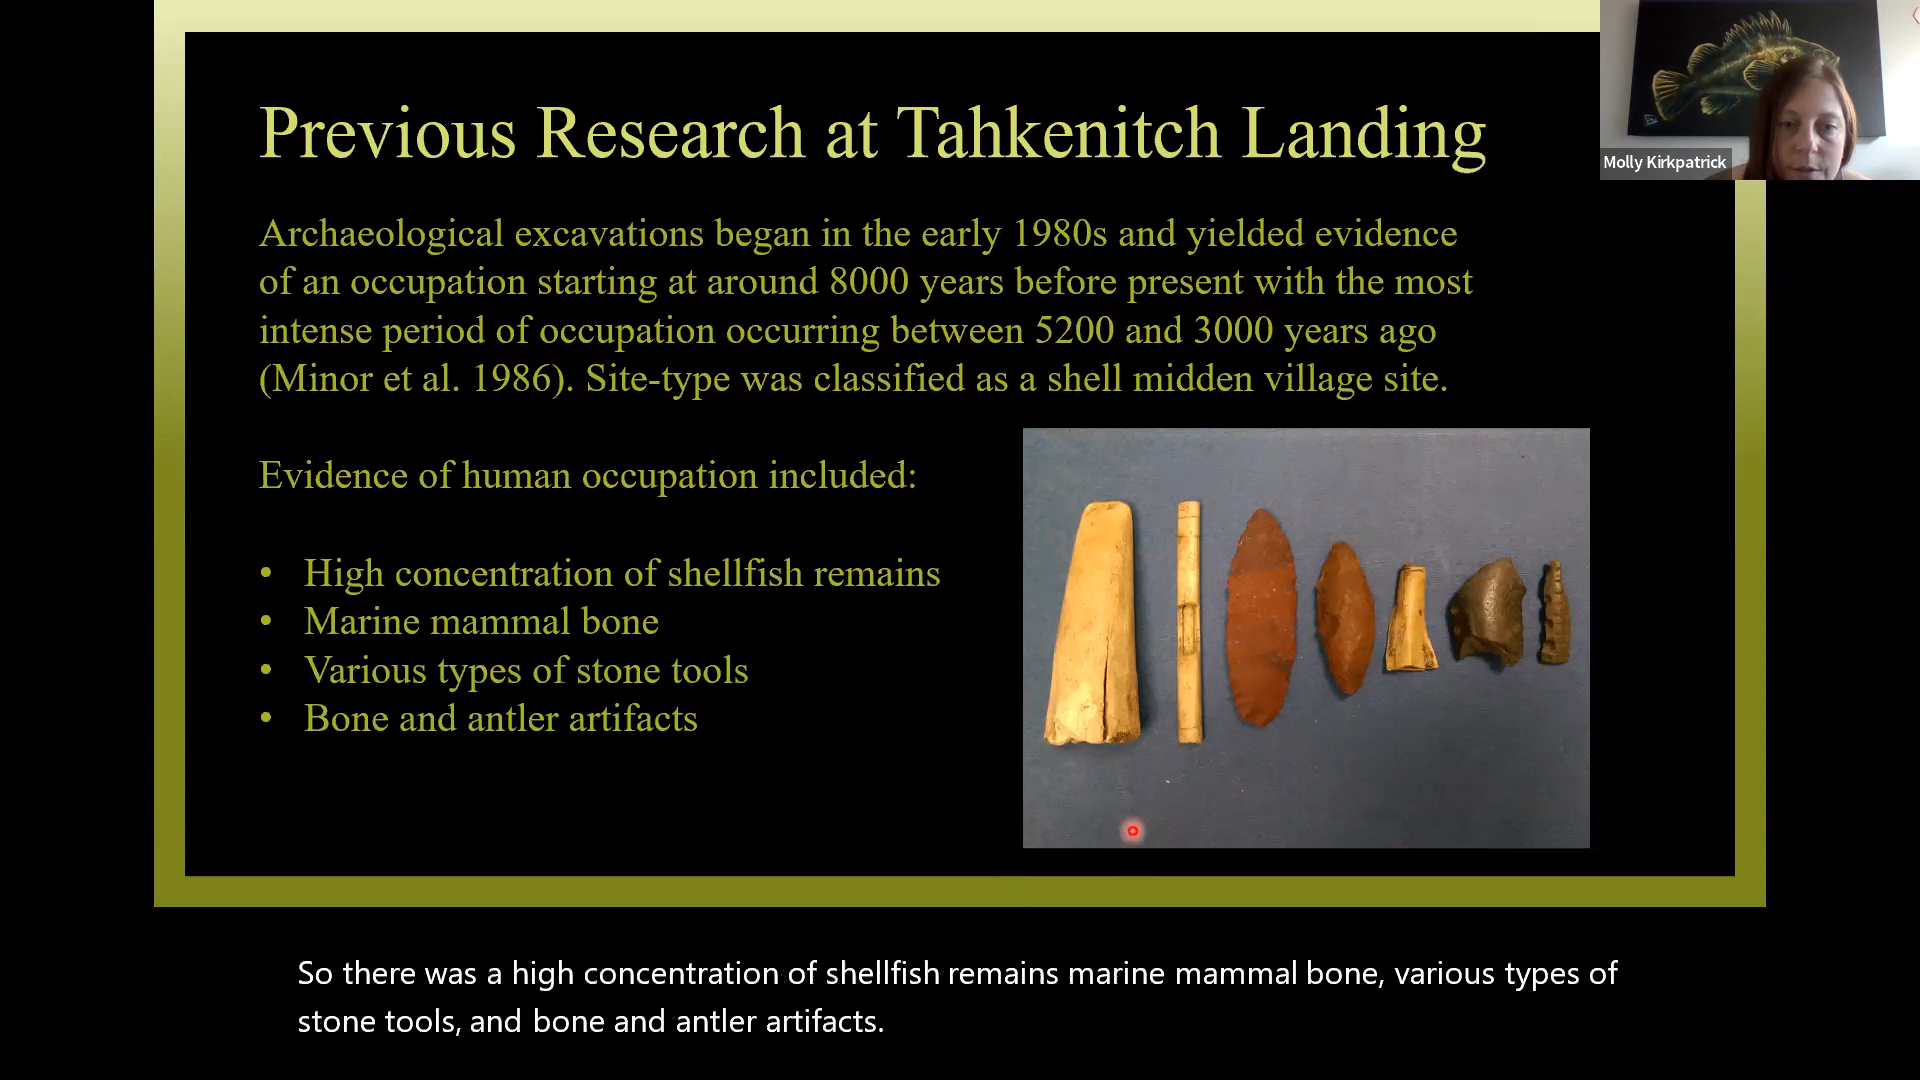 Previous Research at Tahkenitch Landing
Molly Kirkpatrick
Archaeological excavations began in the early 1980s and yielded evidence
of an occupation starting at around 8000 years before present with the most
intense period of occupation occurring between 5200 and 3000 years ago
(Minor et al. 1986). Site-type was classified as a shell midden village site.
Evidence of human occupation included:
• High concentration of shellfish remains
• Marine mammal bone
• Various types of stone tools
• Bone and antler artifacts
So there was a high concentration of shellfish remains marine mammal bone, various types of
stone tools, and bone and antler artifacts.